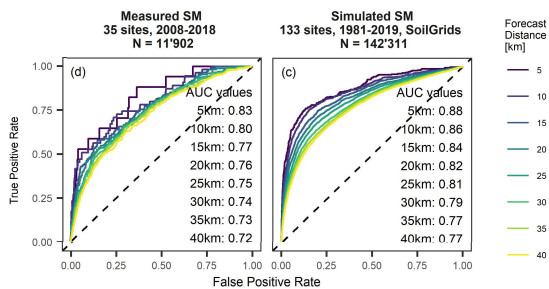 Measured SM
35 sites, 2008-2018
N = 11'902
Simulated SM
133 sites, 1981-2019, SoilGrids
N = 142'311
Forecast
Distance
[km]
5
10
15
20
25
30
35
40
True Positive Rate
1.00
0.75
0.50
0.25
0.00
(d)
AUC values
5km: 0.83
10km: 0.80
15km: 0.77
20km: 0.76
25km: 0.75
30km: 0.74
35km: 0.73
40km: 0.72
(c)
AUC values
5km: 0.88
10km: 0.86
15km: 0.84
20km: 0.82
25km: 0.81
30km: 0.79
35km: 0.77
40km: 0.77
0.00 0.25 0.50 0.75 1.00
0.00 0.25 0.50 0.75 1.00
False Positive Rate